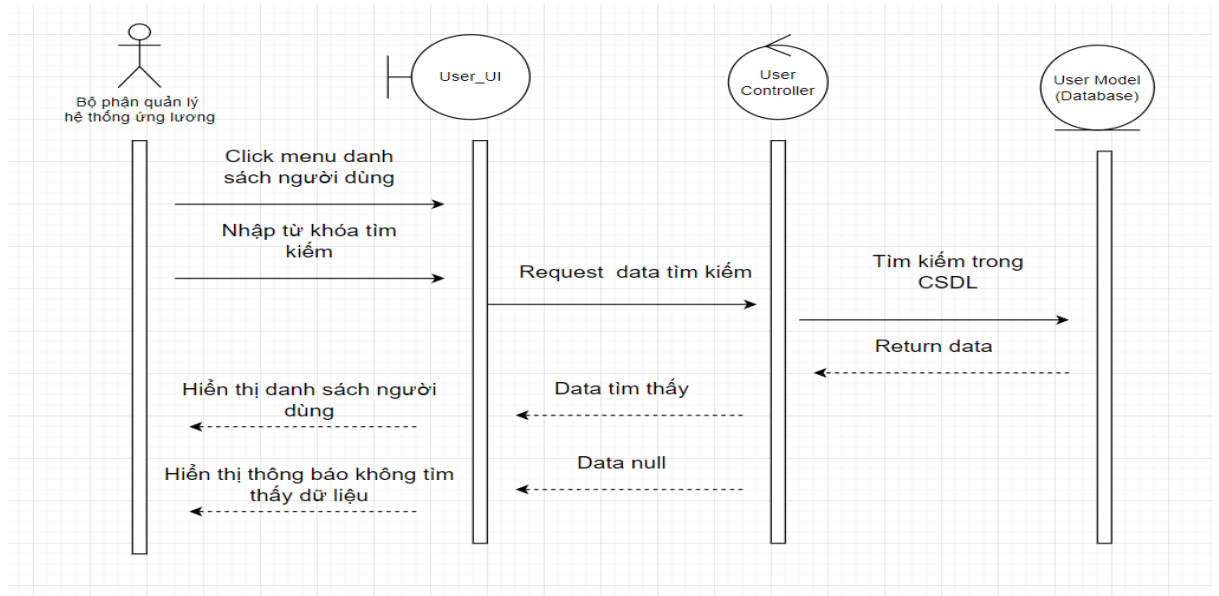 Bộ phận quản lý
hệ thống ứng lương
User_UI
User
Controller
User Model
(Database)
Click menu danh
sách người dùng
Nhập từ khóa tìm
kiếm
Request data tìm kiếm
Tìm kiếm trong
CSDL
Return data
Hiển thị danh sách người
dùng
Data tìm thấy
Data null
Hiển thị thông báo không tìm
thấy dữ liệu